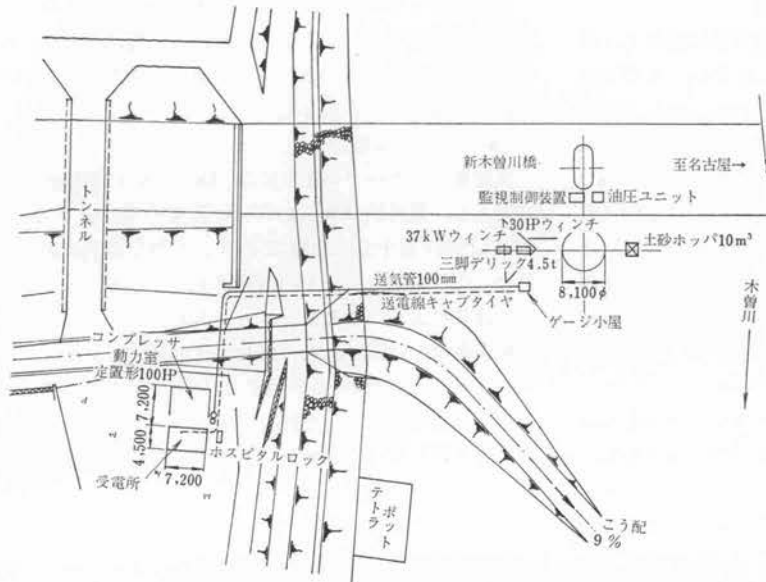 新木曽川橋
至名古屋→
監視制御装置
油圧ユニット
トンネル
30HPウィンチ
37kWウィンチ
土砂ホッパ10m³
三脚デリック4.5t
送気管100mm
8,100φ
送電線キャブタイヤ
ゲージ小屋
木曽川
コンプレッサ
動力室
定置形100HP
7,200
4,500
ホスピタルロック
受電所
7,200
テトラ
ポット
こう配
9%